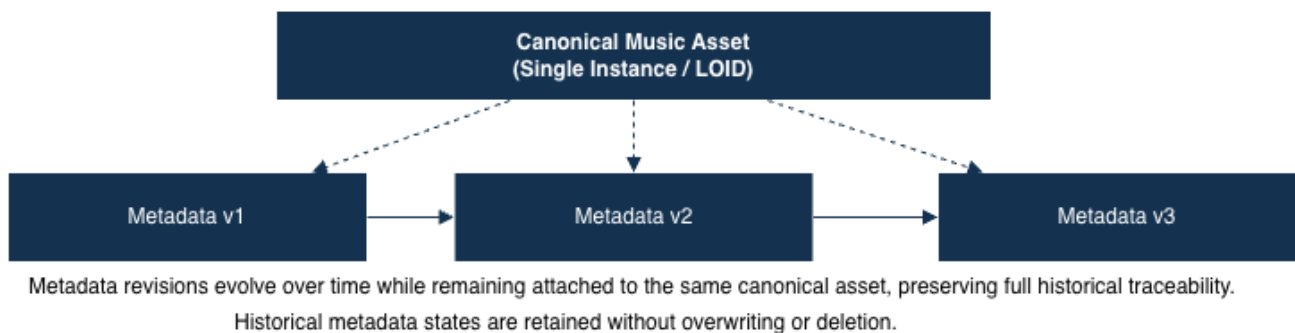 Canonical Music Asset
(Single Instance / LOID)
Metadata v1
Metadata v2
Metadata v3
Metadata revisions evolve over time while remaining attached to the same canonical asset, preserving full historical traceability.
Historical metadata states are retained without overwriting or deletion.